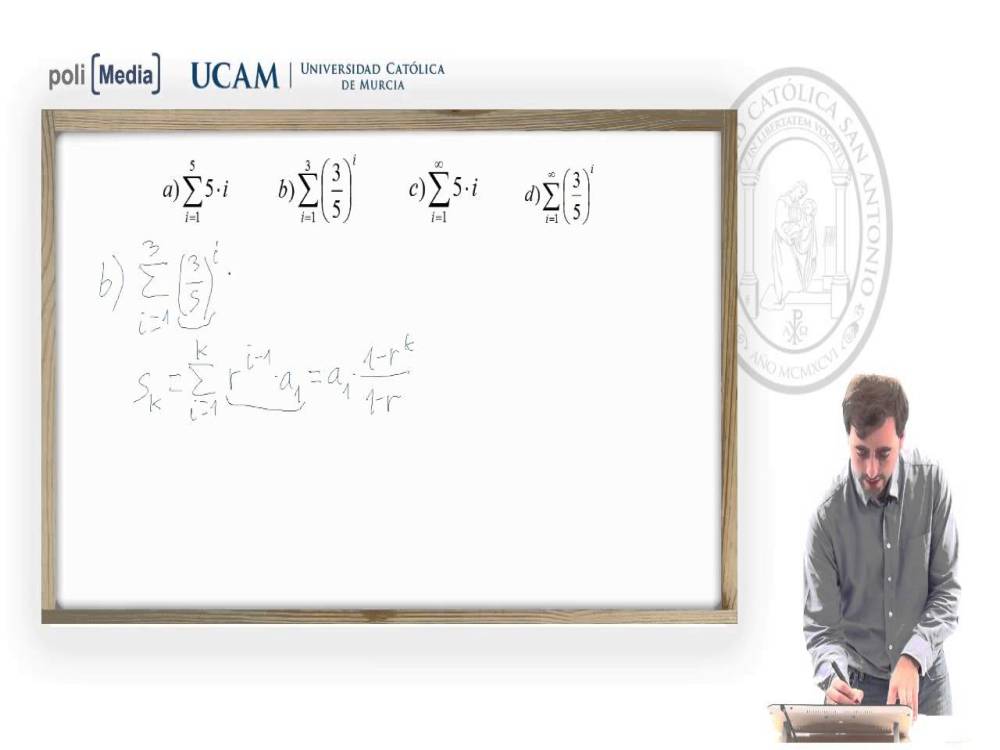 poli [Media] UCAM | UNIVERSIDAD CATÓLICA
DE MURCIA
CATÓLICA SAN ANTONIO
IN LIBERTATEM VOCATI
AÑO MCMXCVI
a) \sum_{i=1}^{5} 5 \cdot i b) \sum_{i=1}^{3} \left(\frac{3}{5}\right)^i c) \sum_{i=1}^{\infty} 5 \cdot i d) \sum_{i=1}^{\infty} \left(\frac{3}{5}\right)^i
b) \sum_{i=1}^{3} \left(\frac{3}{5}\right)^i \cdot
S_k = \sum_{i=1}^{k} r^{i-1} \cdot a_1 = a_1 \cdot \frac{1-r^k}{1-r}